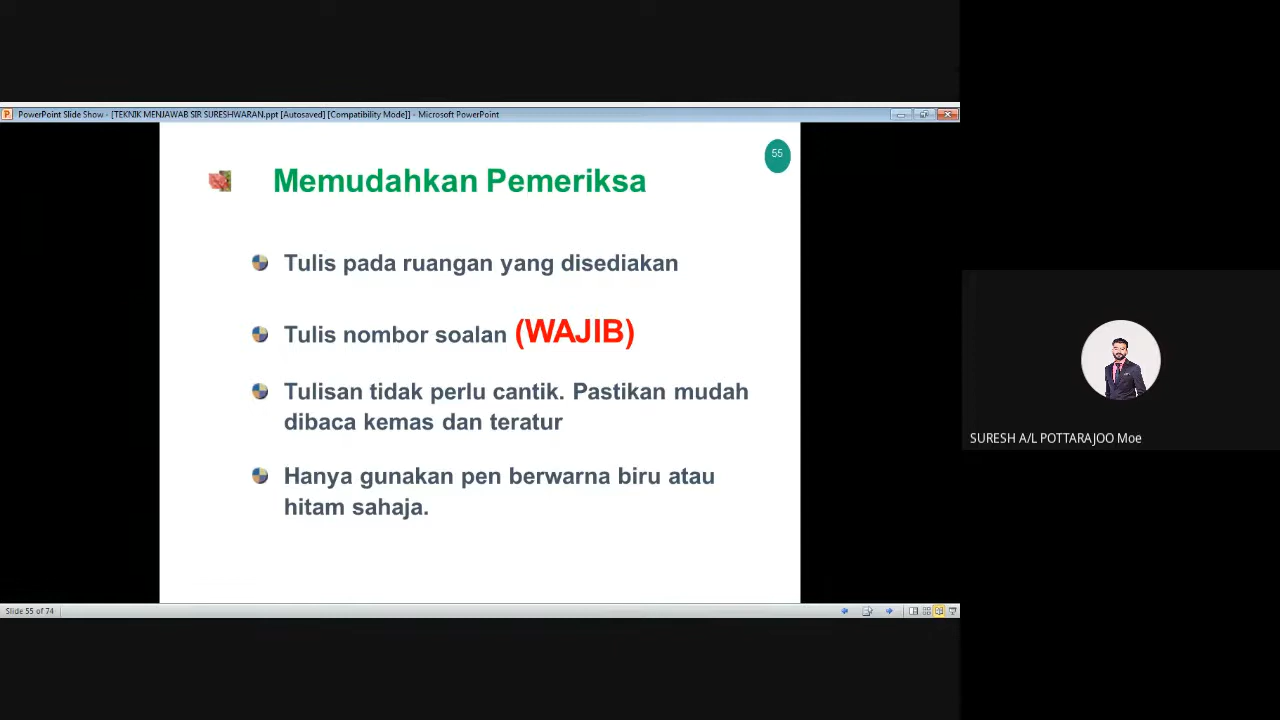 PowerPoint Slide Show - [TEKNIK MENJAWAB SIR SURESHWARAN.ppt [Autosaved] [Compatibility Mode]] - Microsoft PowerPoint
55
Memudahkan Pemeriksa
Tulis pada ruangan yang disediakan
Tulis nombor soalan (WAJIB)
Tulisan tidak perlu cantik. Pastikan mudah
dibaca kemas dan teratur
Hanya gunakan pen berwarna biru atau
hitam sahaja.
SURESH A/L POTTARAJOO Moe
Slide 55 of 74